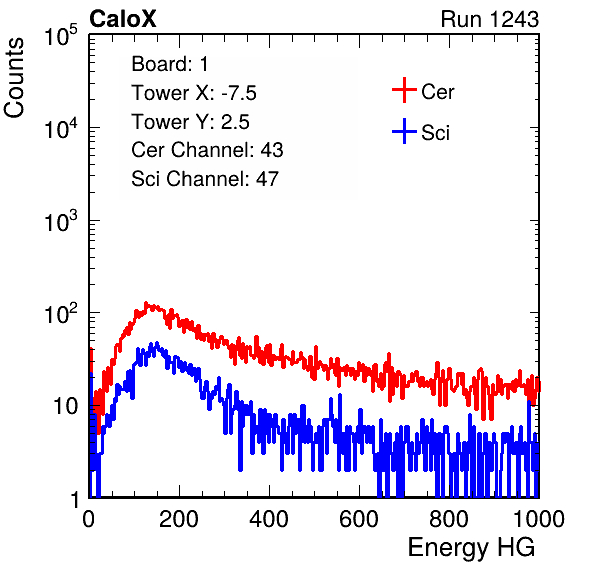 CaloX Run 1243
Counts
10^5
10^4
10^3
10^2
10
1
Board: 1
Tower X: -7.5
Tower Y: 2.5
Cer Channel: 43
Sci Channel: 47
Cer
Sci
0 200 400 600 800 1000
Energy HG